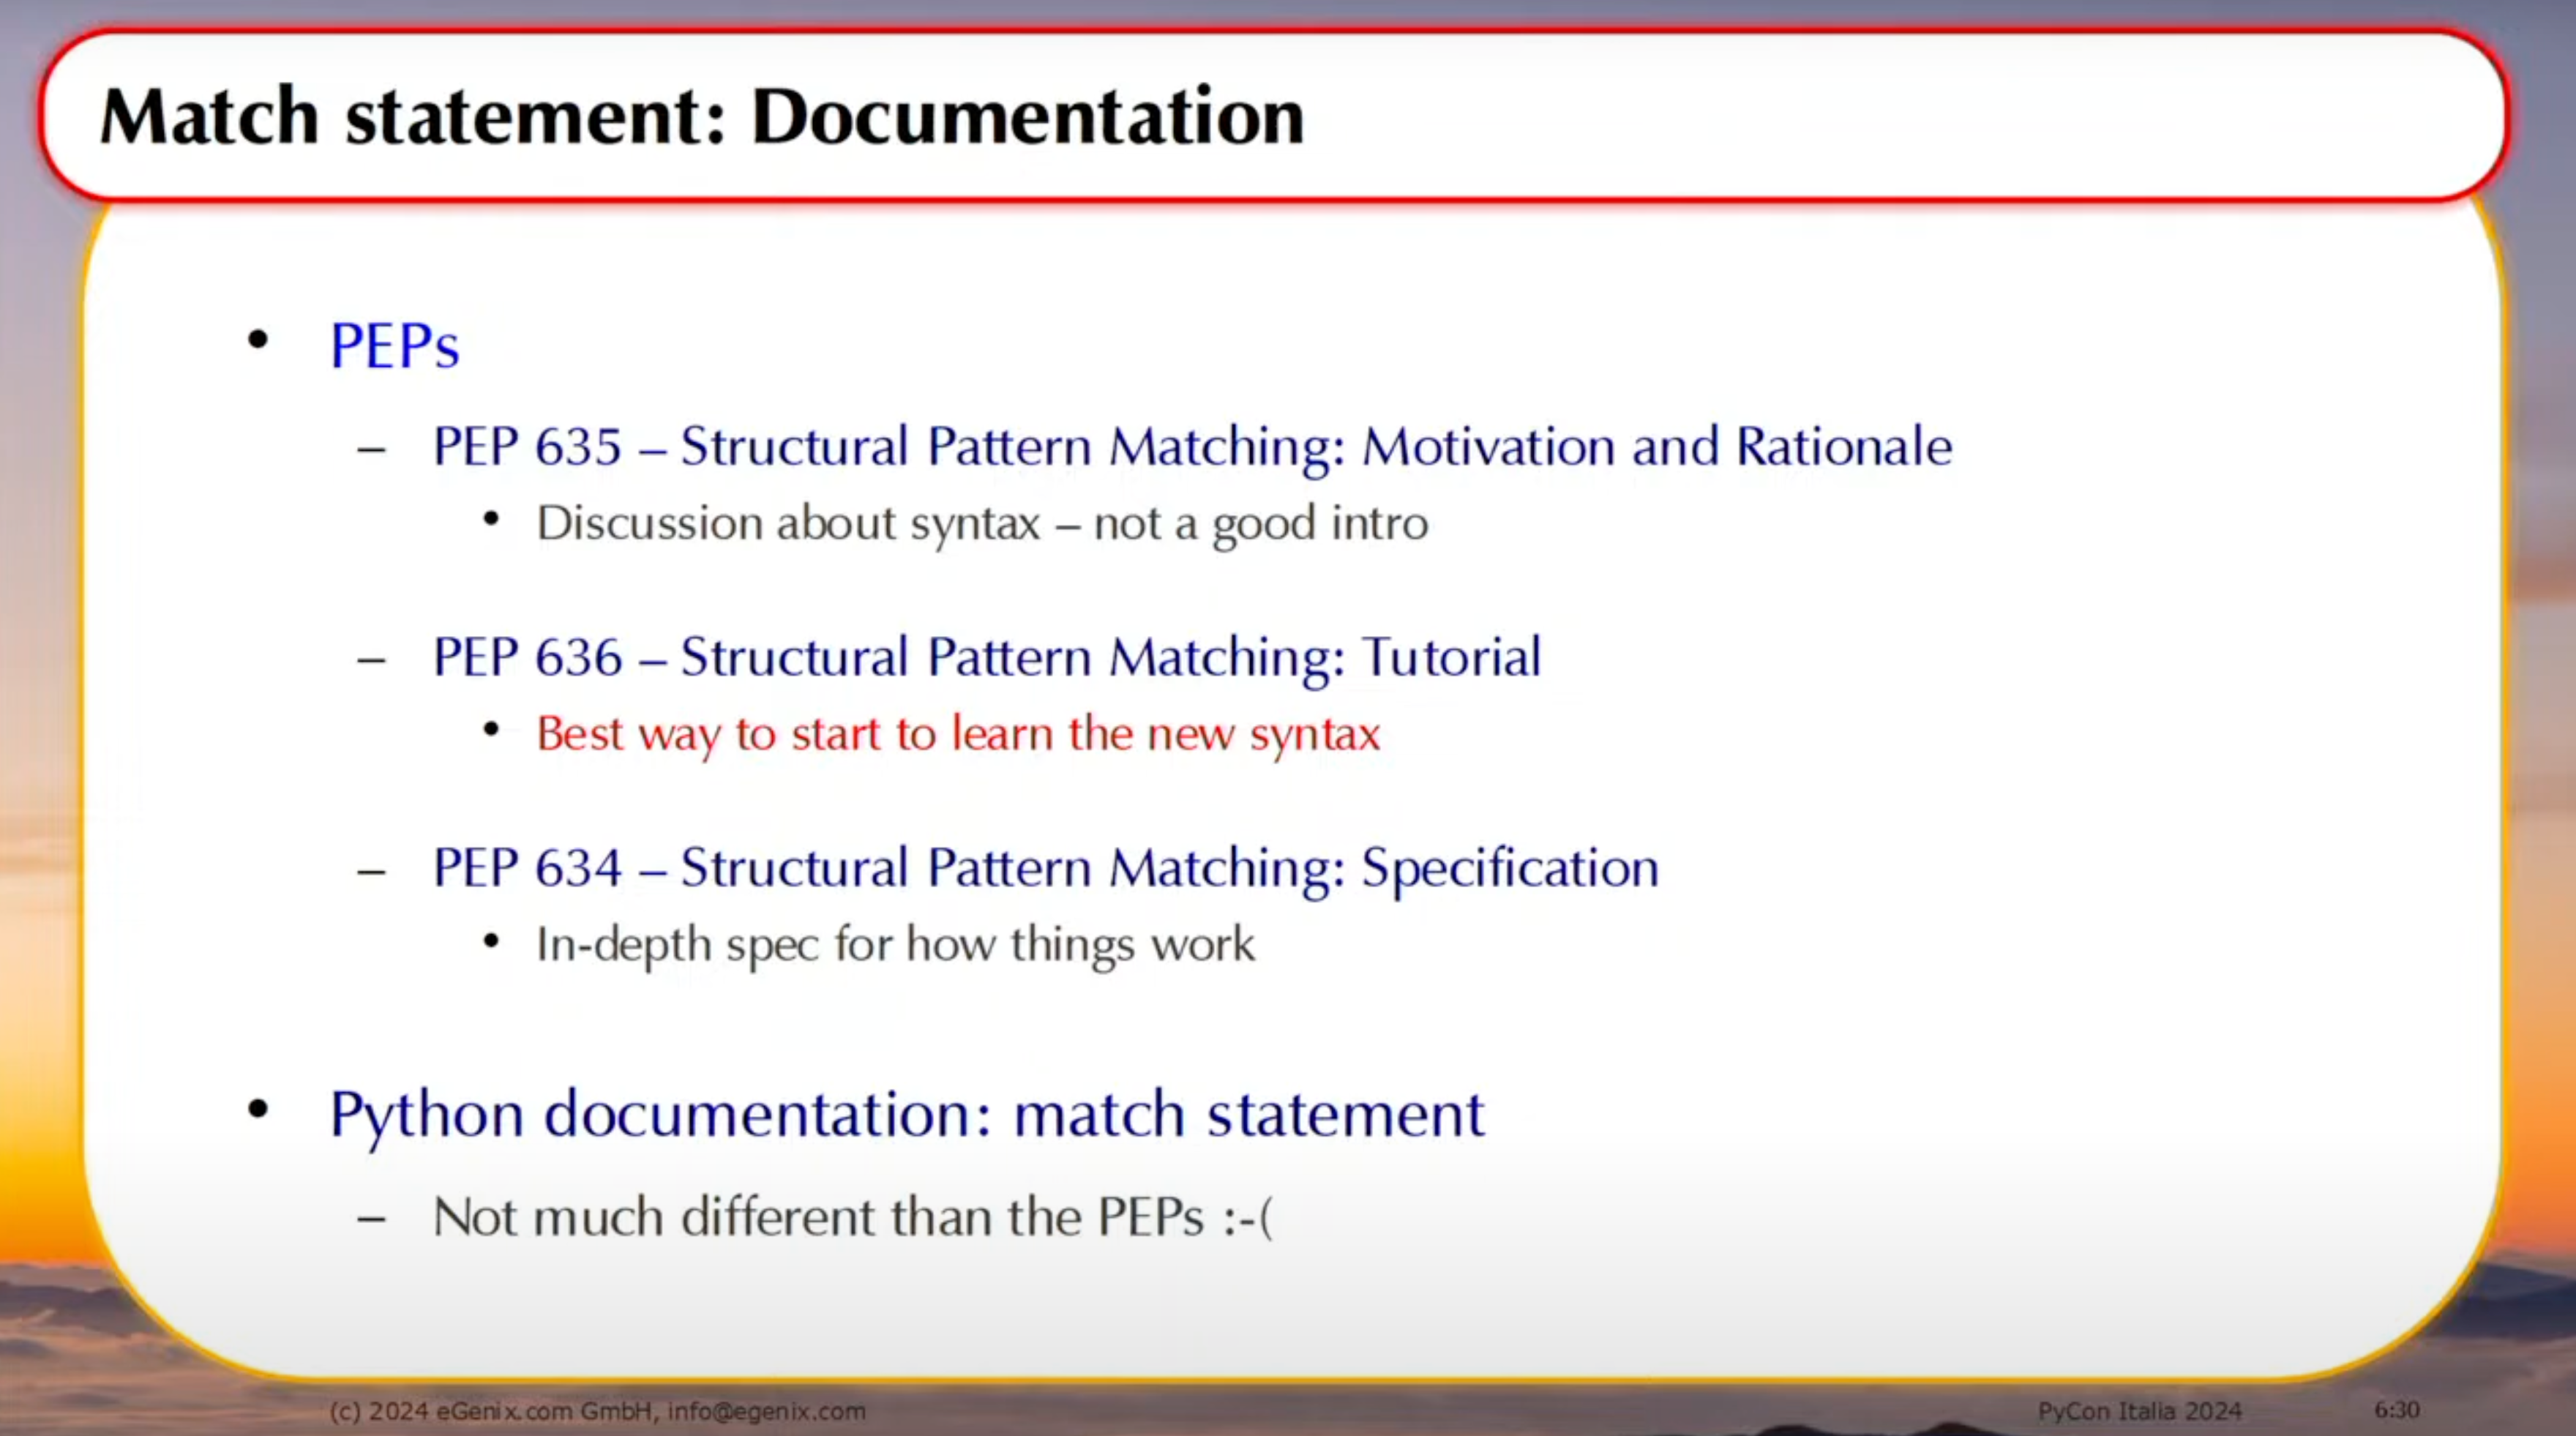 Match statement: Documentation
• PEPs
– PEP 635 – Structural Pattern Matching: Motivation and Rationale
• Discussion about syntax – not a good intro
– PEP 636 – Structural Pattern Matching: Tutorial
• Best way to start to learn the new syntax
– PEP 634 – Structural Pattern Matching: Specification
• In-depth spec for how things work
• Python documentation: match statement
– Not much different than the PEPs :-(
(c) 2024 eGenix.com GmbH, info@egenix.com PyCon Italia 2024 6:30